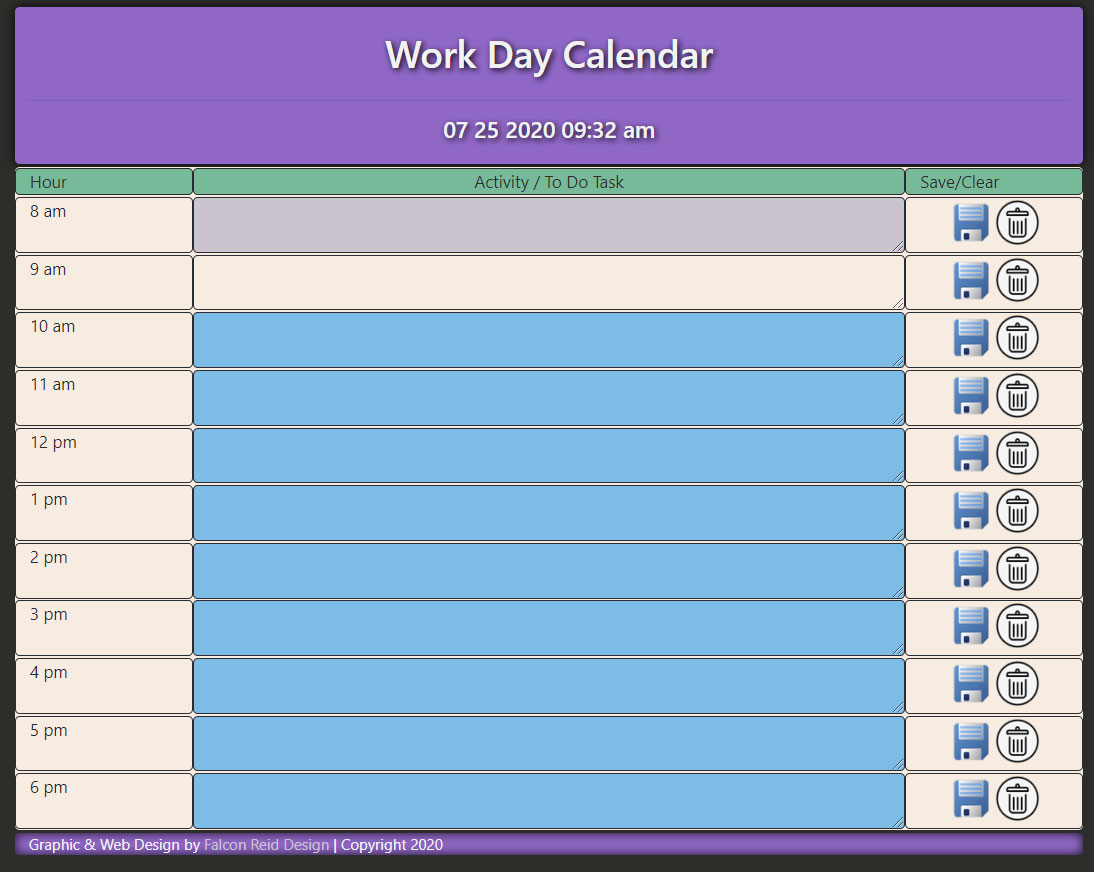 Work Day Calendar
07 25 2020 09:32 am
Hour Activity / To Do Task Save/Clear
8 am
9 am
10 am
11 am
12 pm
1 pm
2 pm
3 pm
4 pm
5 pm
6 pm
Graphic & Web Design by Falcon Reid Design | Copyright 2020